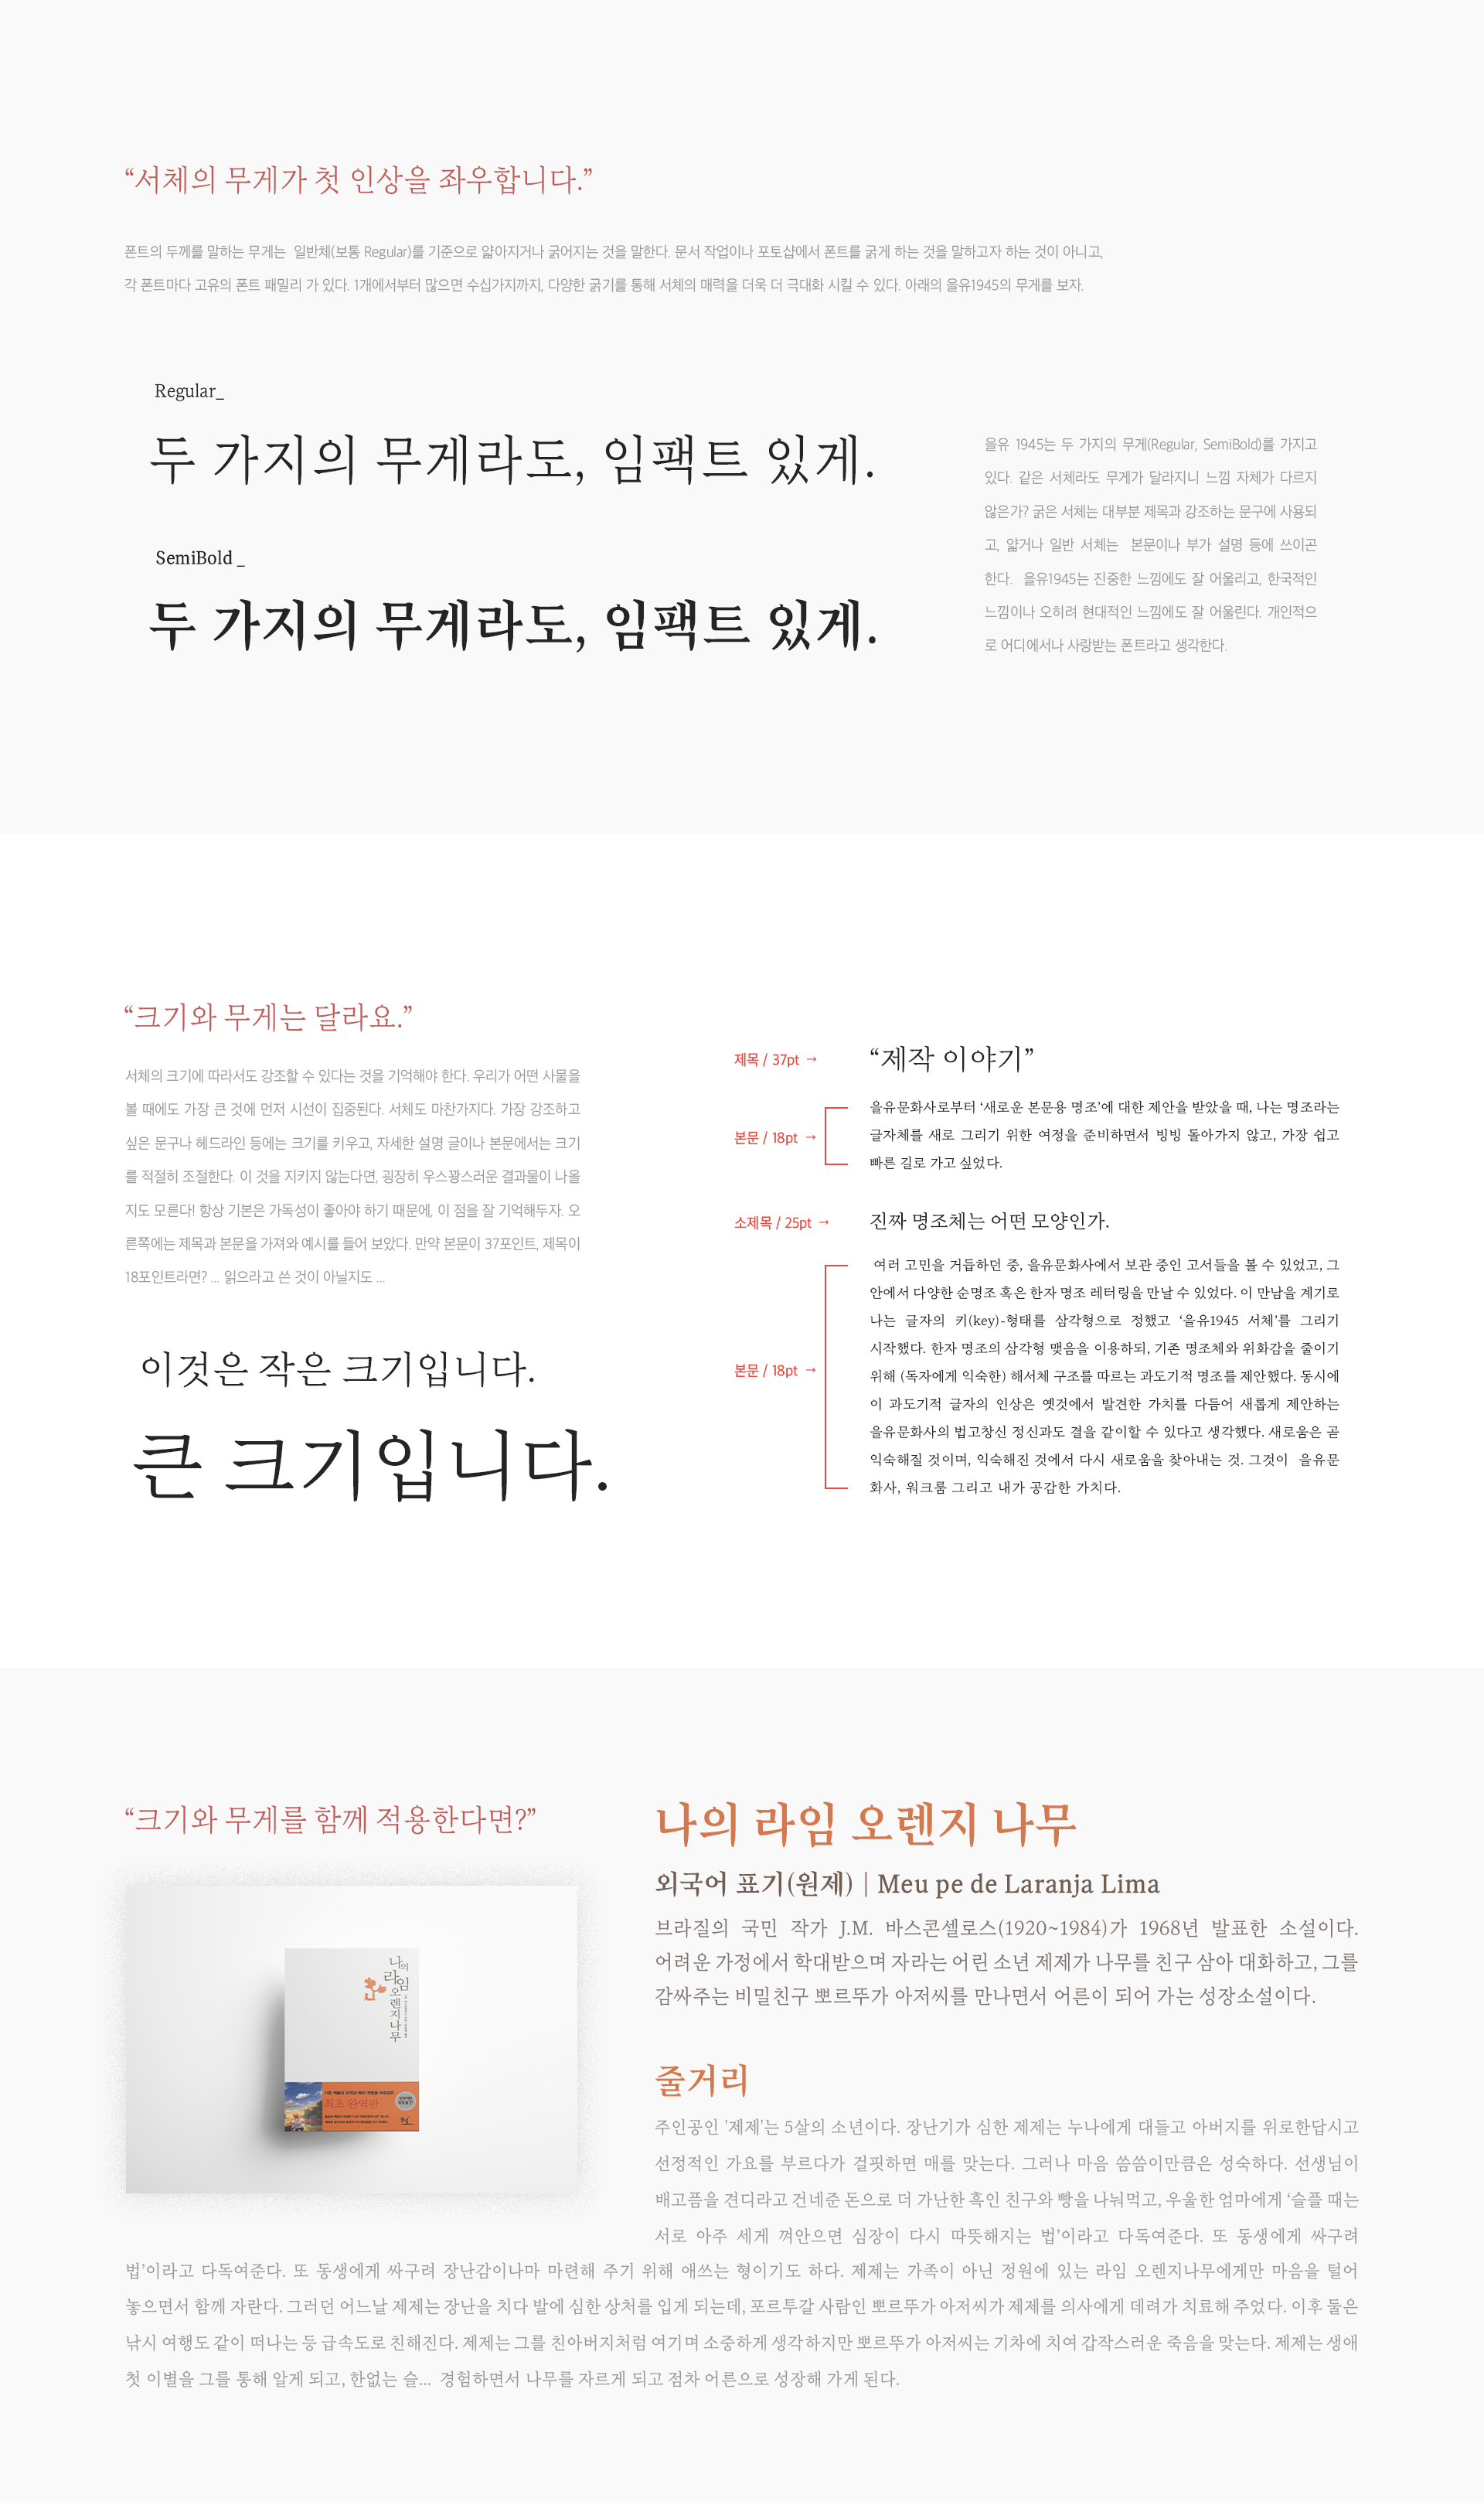 “서체의 무게가 첫 인상을 좌우합니다.”
폰트의 두께를 말하는 무게는 일반체(보통 Regular)를 기준으로 얇아지거나 굵어지는 것을 말한다. 문서 작업이나 포토샵에서 폰트를 굵게 하는 것을 말하고자 하는 것이 아니고,
각 폰트마다 고유의 폰트 패밀리 가 있다. 1개에서부터 많으면 수십가지까지, 다양한 굵기를 통해 서체의 매력을 더욱 더 극대화 시킬 수 있다. 아래의 을유1945의 무게를 보자.
Regular_
두 가지의 무게라도, 임팩트 있게.
SemiBold _
두 가지의 무게라도, 임팩트 있게.
을유 1945는 두 가지의 무게(Regular, SemiBold)를 가지고
있다. 같은 서체라도 무게가 달라지니 느낌 자체가 다르지
않은가? 굵은 서체는 대부분 제목과 강조하는 문구에 사용되
고, 얇거나 일반 서체는 본문이나 부가 설명 등에 쓰이곤
한다. 을유1945는 진중한 느낌에도 잘 어울리고, 한국적인
느낌이나 오히려 현대적인 느낌에도 잘 어울린다. 개인적으
로 어디에서나 사랑받는 폰트라고 생각한다.
“크기와 무게는 달라요.”
서체의 크기에 따라서도 강조할 수 있다는 것을 기억해야 한다. 우리가 어떤 사물을
볼 때에도 가장 큰 것에 먼저 시선이 집중된다. 서체도 마찬가지다. 가장 강조하고
싶은 문구나 헤드라인 등에는 크기를 키우고, 자세한 설명 글이나 본문에서는 크기
를 적절히 조절한다. 이 것을 지키지 않는다면, 굉장히 우스꽝스러운 결과물이 나올
지도 모른다! 항상 기본은 가독성이 좋아야 하기 때문에, 이 점을 잘 기억해두자. 오
른쪽에는 제목과 본문을 가져와 예시를 들어 보았다. 만약 본문이 37포인트, 제목이
18포인트라면? ... 읽으라고 쓴 것이 아닐지도 ...
이것은 작은 크기입니다.
큰 크기입니다.
제목 / 37pt →
“제작 이야기”
본문 / 18pt →
을유문화사로부터 ‘새로운 본문용 명조’에 대한 제안을 받았을 때, 나는 명조라는
글자체를 새로 그리기 위한 여정을 준비하면서 빙빙 돌아가지 않고, 가장 쉽고
빠른 길로 가고 싶었다.
소제목 / 25pt →
진짜 명조체는 어떤 모양인가.
본문 / 18pt →
여러 고민을 거듭하던 중, 을유문화사에서 보관 중인 고서들을 볼 수 있었고, 그
안에서 다양한 순명조 혹은 한자 명조 레터링을 만날 수 있었다. 이 만남을 계기로
나는 글자의 키(key)-형태를 삼각형으로 정했고 ‘을유1945 서체’를 그리기
시작했다. 한자 명조의 삼각형 맺음을 이용하되, 기존 명조체와 위화감을 줄이기
위해 (독자에게 익숙한) 해서체 구조를 따르는 과도기적 명조를 제안했다. 동시에
이 과도기적 글자의 인상은 옛것에서 발견한 가치를 다듬어 새롭게 제안하는
을유문화사의 법고창신 정신과도 결을 같이할 수 있다고 생각했다. 새로움은 곧
익숙해질 것이며, 익숙해진 것에서 다시 새로움을 찾아내는 것. 그것이 을유문
화사, 워크룸 그리고 내가 공감한 가치다.
“크기와 무게를 함께 적용한다면?”
나의
라임
오렌지나무
최초 완역판
나의 라임 오렌지 나무
외국어 표기(원제) | Meu pe de Laranja Lima
브라질의 국민 작가 J.M. 바스콘셀로스(1920~1984)가 1968년 발표한 소설이다.
어려운 가정에서 학대받으며 자라는 어린 소년 제제가 나무를 친구 삼아 대화하고, 그를
감싸주는 비밀친구 뽀르뚜가 아저씨를 만나면서 어른이 되어 가는 성장소설이다.
줄거리
주인공인 '제제'는 5살의 소년이다. 장난기가 심한 제제는 누나에게 대들고 아버지를 위로한답시고
선정적인 가요를 부르다가 걸핏하면 매를 맞는다. 그러나 마음 씀씀이만큼은 성숙하다. 선생님이
배고픔을 견디라고 건네준 돈으로 더 가난한 흑인 친구와 빵을 나눠먹고, 우울한 엄마에게 ‘슬플 때는
서로 아주 세게 껴안으면 심장이 다시 따뜻해지는 법’이라고 다독여준다. 또 동생에게 싸구려
법’이라고 다독여준다. 또 동생에게 싸구려 장난감이나마 마련해 주기 위해 애쓰는 형이기도 하다. 제제는 가족이 아닌 정원에 있는 라임 오렌지나무에게만 마음을 털어
놓으면서 함께 자란다. 그러던 어느날 제제는 장난을 치다 발에 심한 상처를 입게 되는데, 포르투갈 사람인 뽀르뚜가 아저씨가 제제를 의사에게 데려가 치료해 주었다. 이후 둘은
낚시 여행도 같이 떠나는 등 급속도로 친해진다. 제제는 그를 친아버지처럼 여기며 소중하게 생각하지만 뽀르뚜가 아저씨는 기차에 치여 갑작스러운 죽음을 맞는다. 제제는 생애
첫 이별을 그를 통해 알게 되고, 한없는 슬... 경험하면서 나무를 자르게 되고 점차 어른으로 성장해 가게 된다.